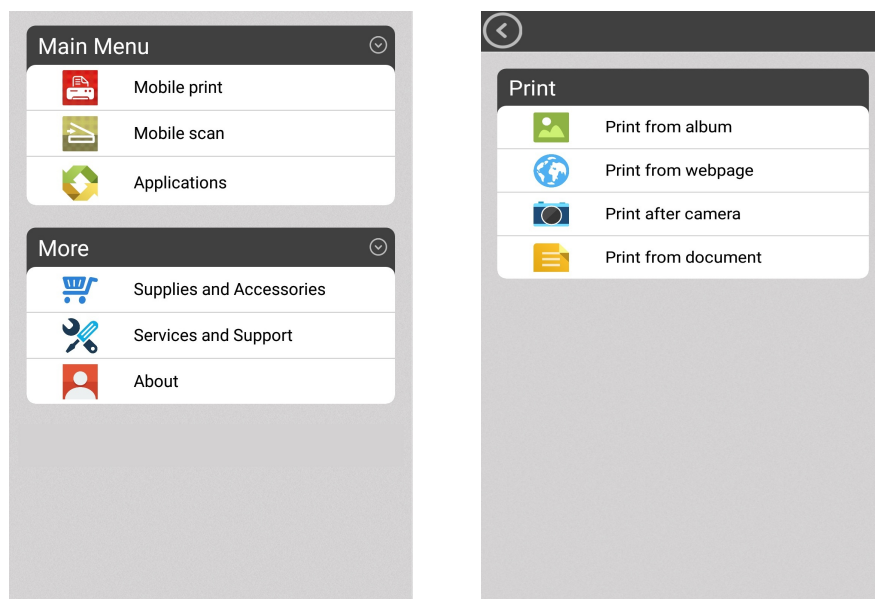 Main Menu
Mobile print
Mobile scan
Applications
More
Supplies and Accessories
Services and Support
About
Print
Print from album
Print from webpage
Print after camera
Print from document